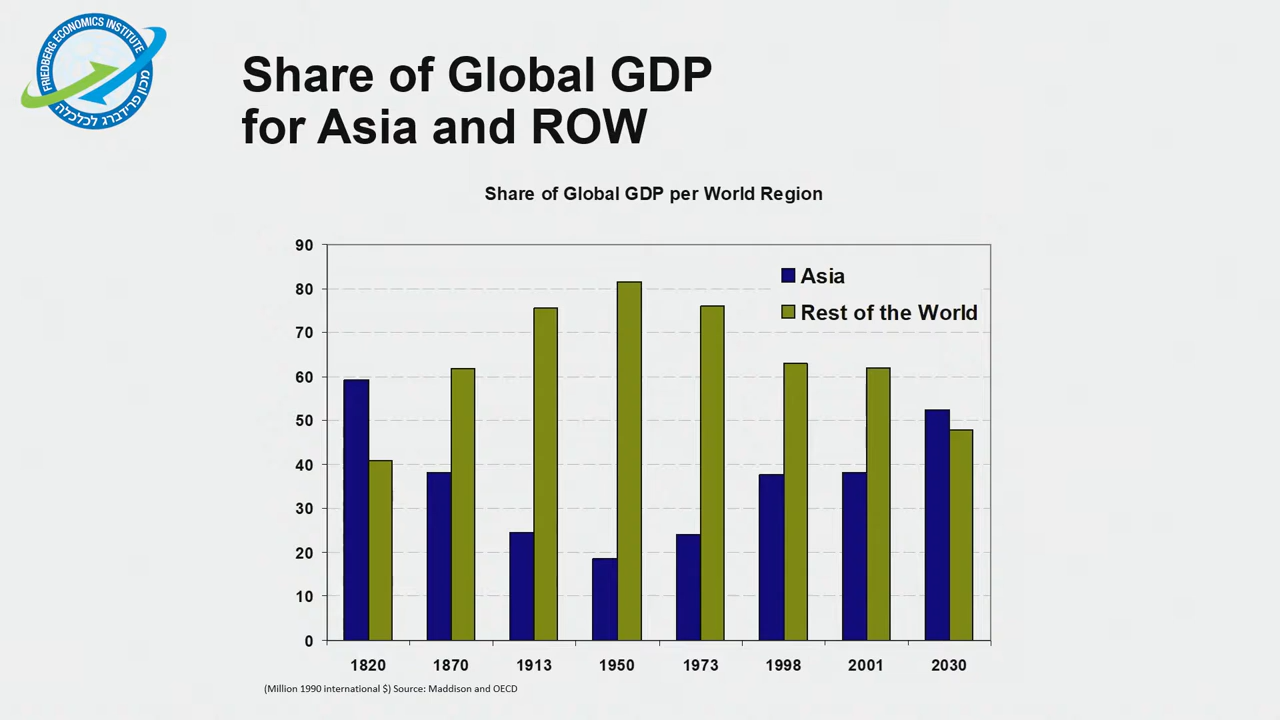 FRIEDBERG ECONOMICS INSTITUTE
מכון פרידברג לכלכלה
Share of Global GDP
for Asia and ROW
Share of Global GDP per World Region
90
80
70
60
50
40
30
20
10
0
Asia
Rest of the World
1820 1870 1913 1950 1973 1998 2001 2030
(Million 1990 international $) Source: Maddison and OECD